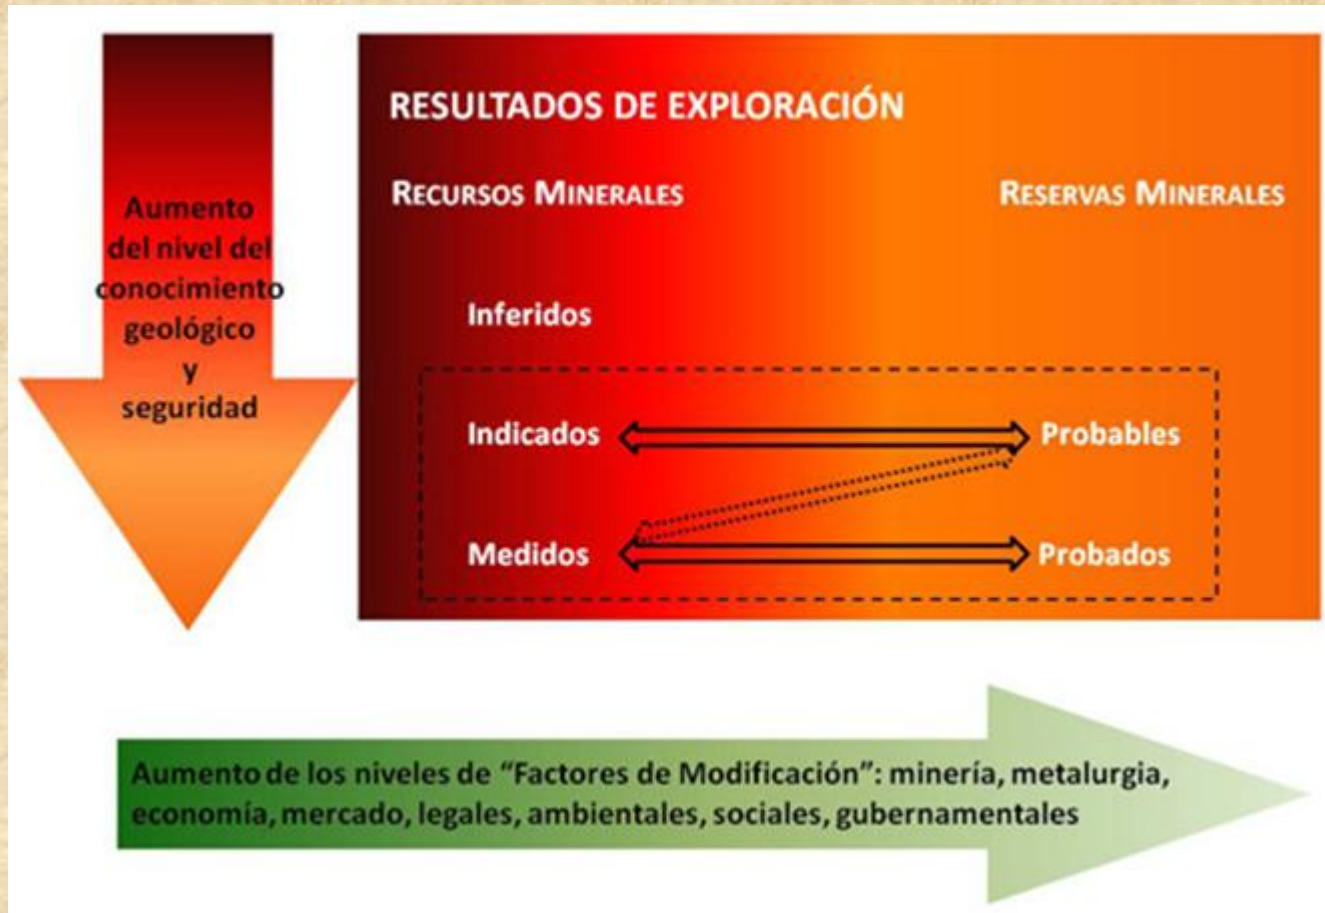 RESULTADOS DE EXPLORACIÓN
RECURSOS MINERALES
RESERVAS MINERALES
Aumento
del nivel del
conocimiento
geológico
y
seguridad
Inferidos
Indicados
Probables
Medidos
Probados
Aumento de los niveles de “Factores de Modificación”: minería, metalurgia,
economía, mercado, legales, ambientales, sociales, gubernamentales